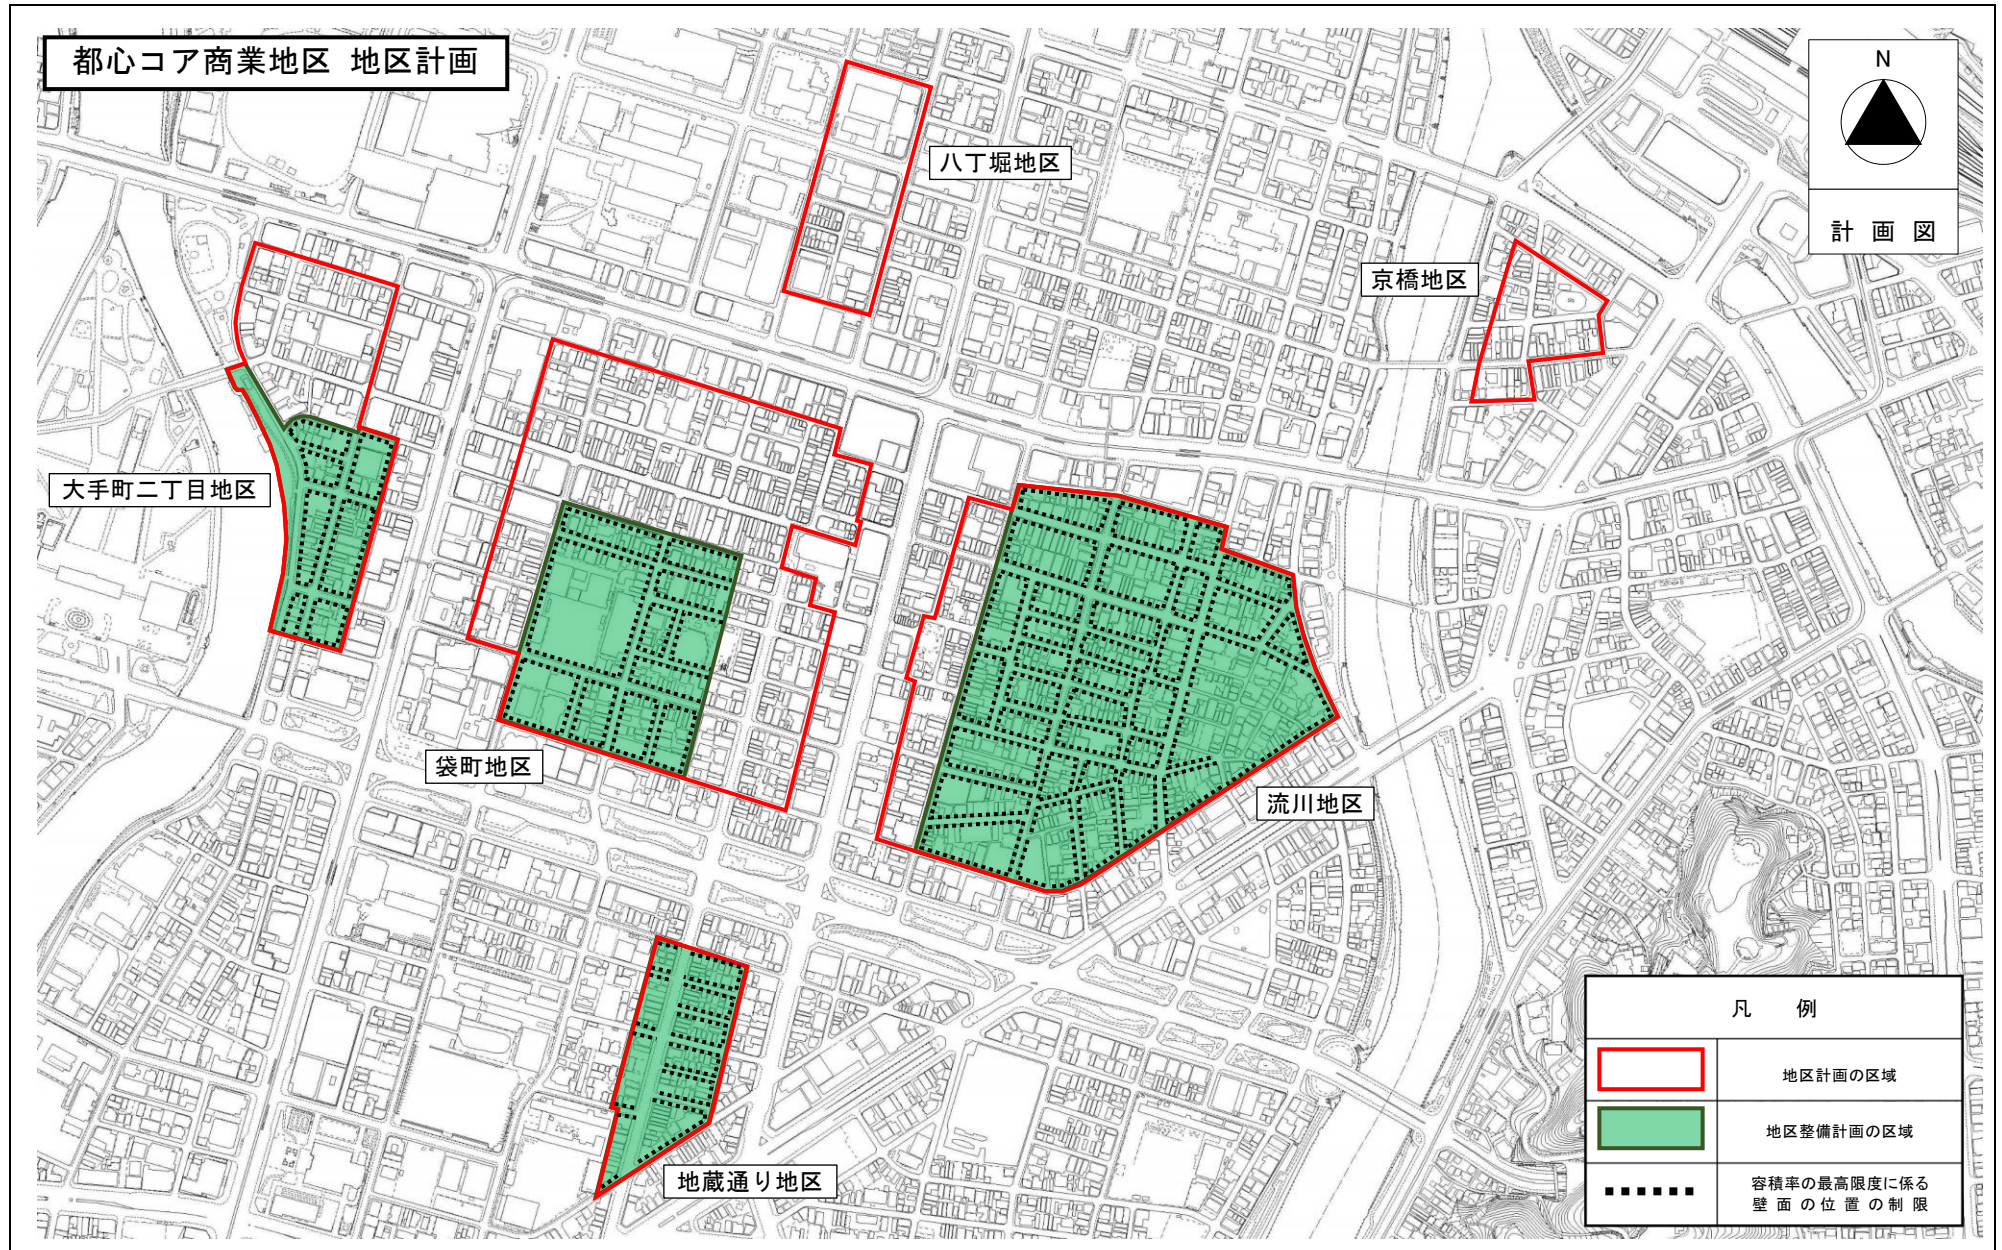 都心コア商業地区 地区計画
N
計画図
八丁堀地区
京橋地区
大手町二丁目地区
袋町地区
流川地区
地蔵通り地区
凡 例
地区計画の区域
地区整備計画の区域
容積率の最高限度に係る
壁面の位置の制限